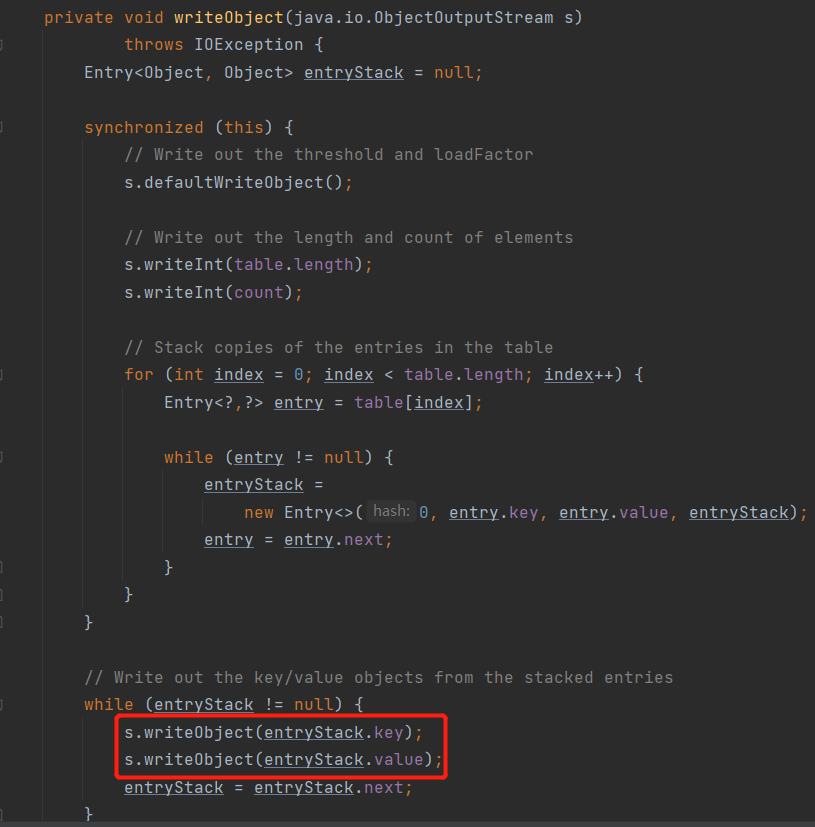 private void writeObject(java.io.ObjectOutputStream s)
throws IOException {
Entry<Object, Object> entryStack = null;
synchronized (this) {
// Write out the threshold and loadFactor
s.defaultWriteObject();
// Write out the length and count of elements
s.writeInt(table.length);
s.writeInt(count);
// Stack copies of the entries in the table
for (int index = 0; index < table.length; index++) {
Entry<?,?> entry = table[index];
while (entry != null) {
entryStack =
new Entry<>( hash: 0, entry.key, entry.value, entryStack);
entry = entry.next;
}
}
}
// Write out the key/value objects from the stacked entries
while (entryStack != null) {
s.writeObject(entryStack.key);
s.writeObject(entryStack.value);
entryStack = entryStack.next;
}